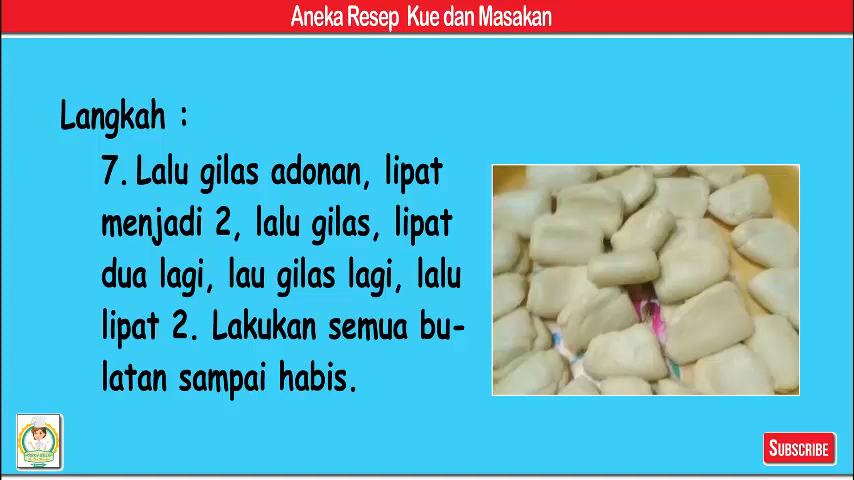 Aneka Resep Kue dan Masakan
Langkah :
7. Lalu gilas adonan, lipat
menjadi 2, lalu gilas, lipat
dua lagi, lau gilas lagi, lalu
lipat 2. Lakukan semua bu-
latan sampai habis.
SUBSCRIBE